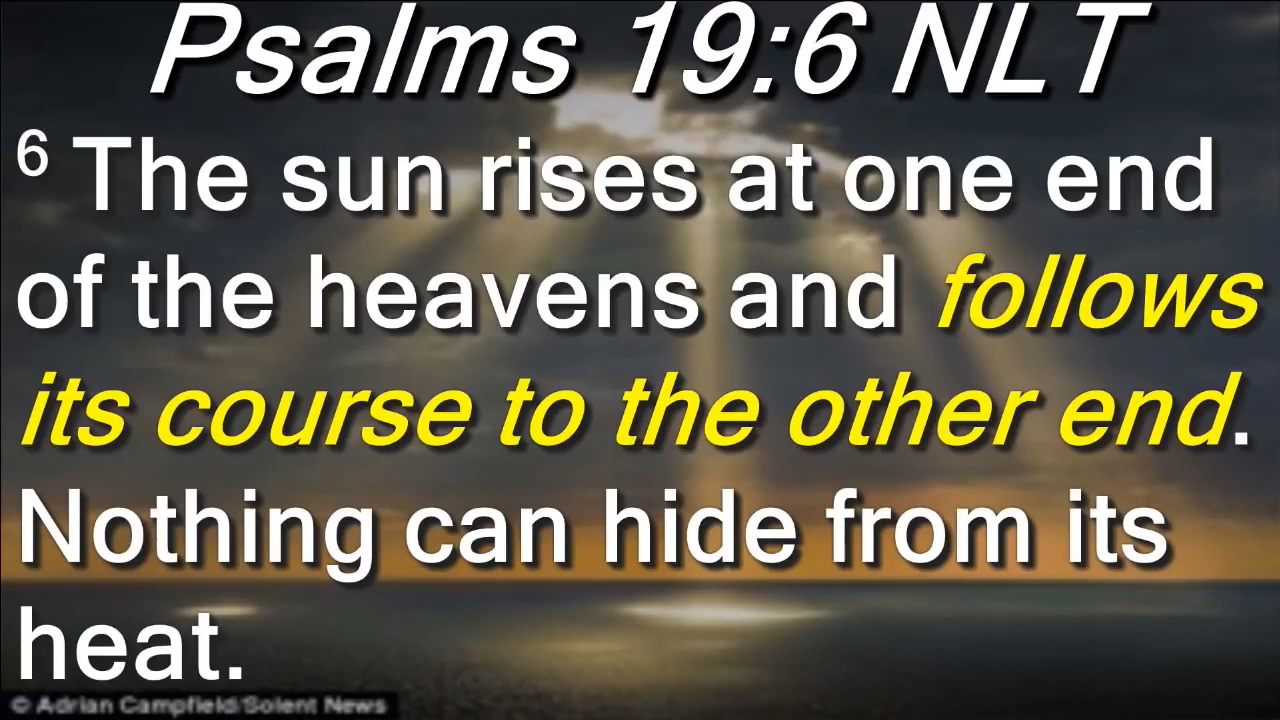 Psalms 19:6 NLT
6 The sun rises at one end
of the heavens and follows
its course to the other end.
Nothing can hide from its
heat.
© Adrian Campfield/Solent News